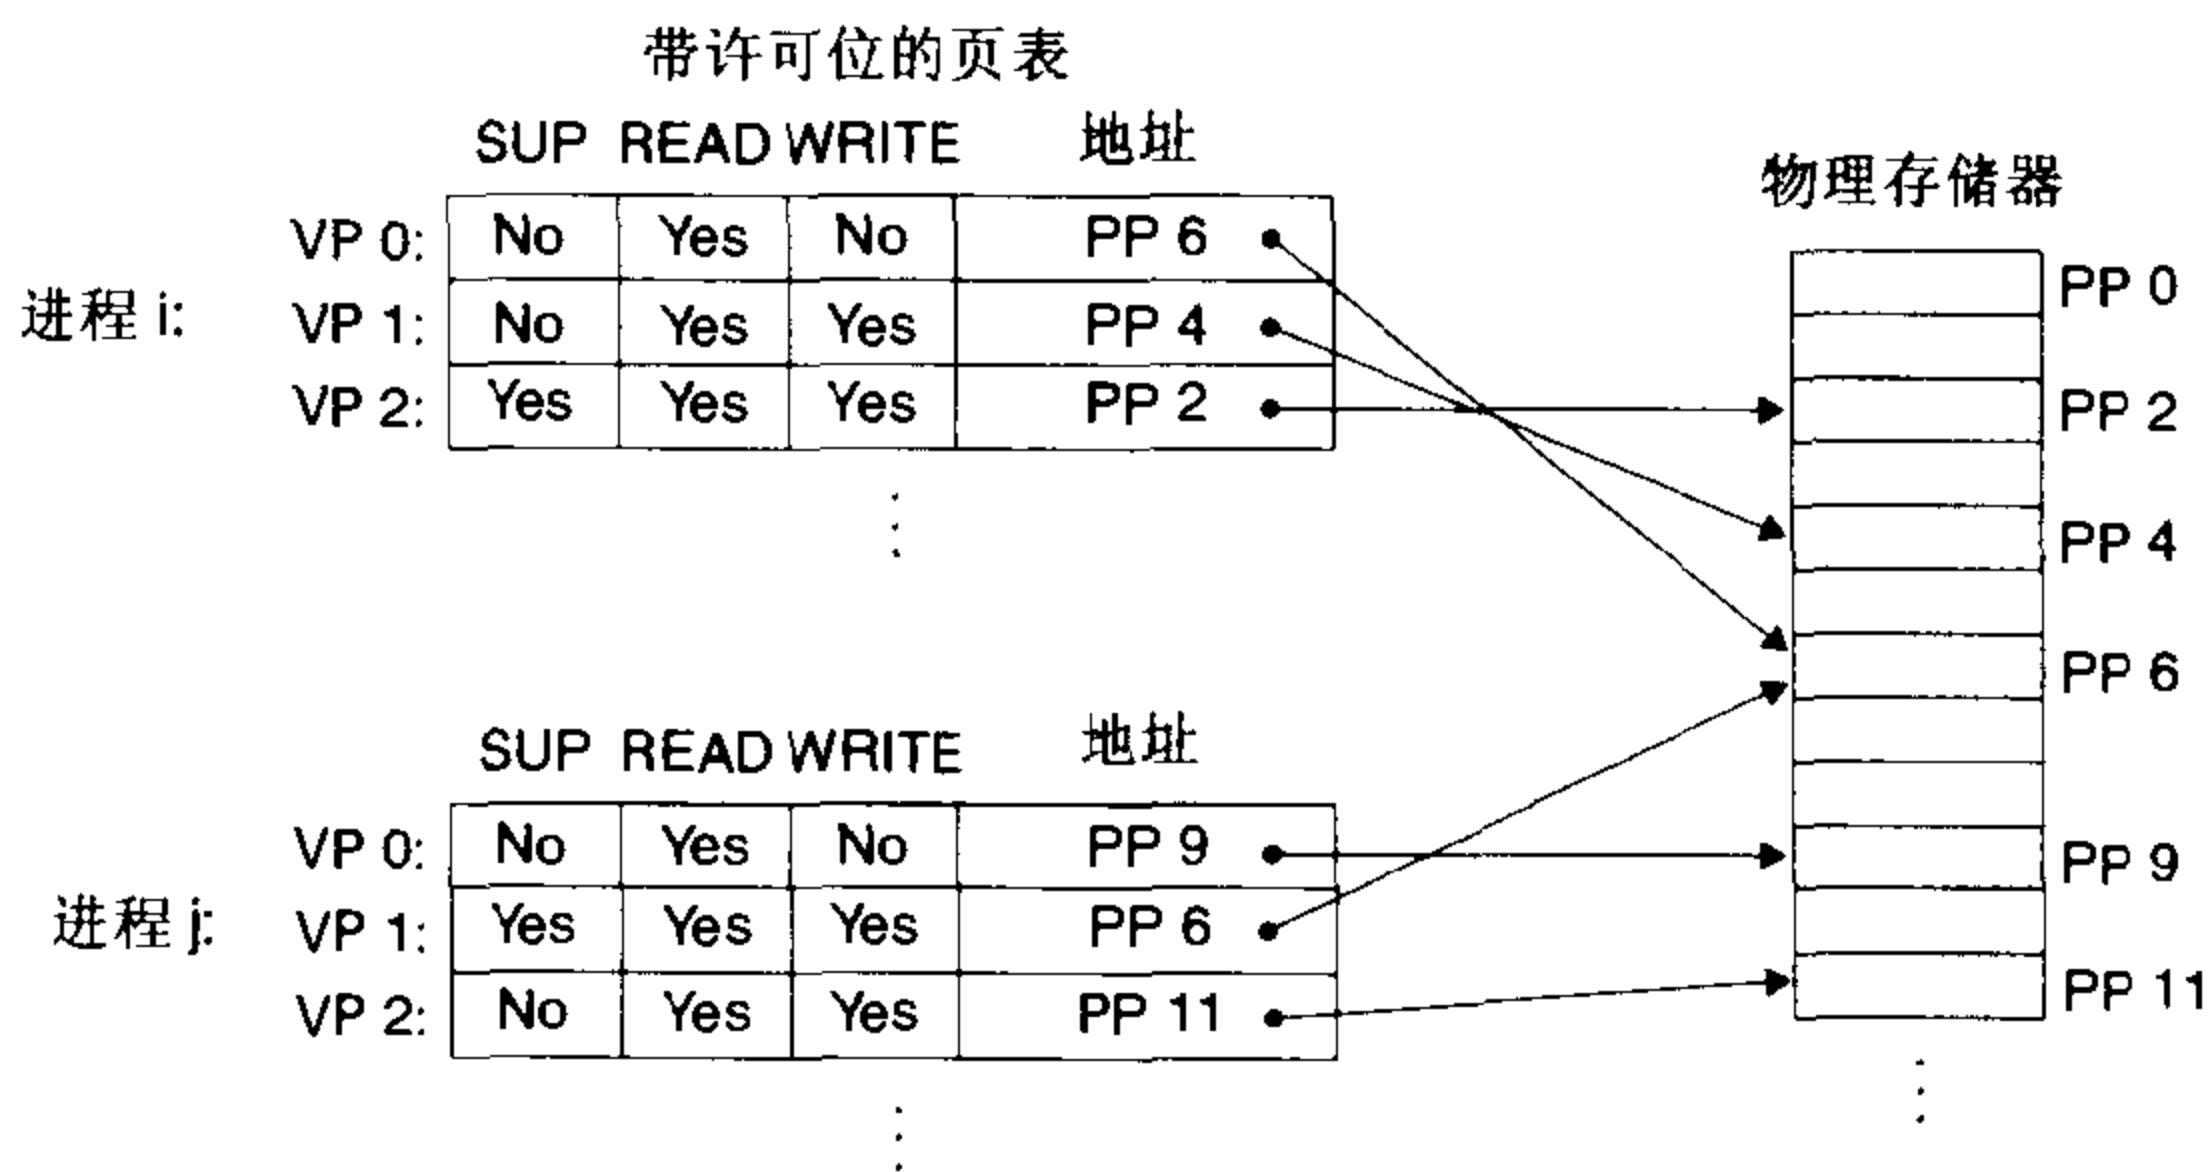 带许可位的页表
SUP READ WRITE 地址
物理存储器
进程 i:
VP 0: No Yes No PP 6
VP 1: No Yes Yes PP 4
VP 2: Yes Yes Yes PP 2
PP 0
PP 2
PP 4
PP 6
PP 9
PP 11
SUP READ WRITE 地址
进程 j:
VP 0: No Yes No PP 9
VP 1: Yes Yes Yes PP 6
VP 2: No Yes Yes PP 11